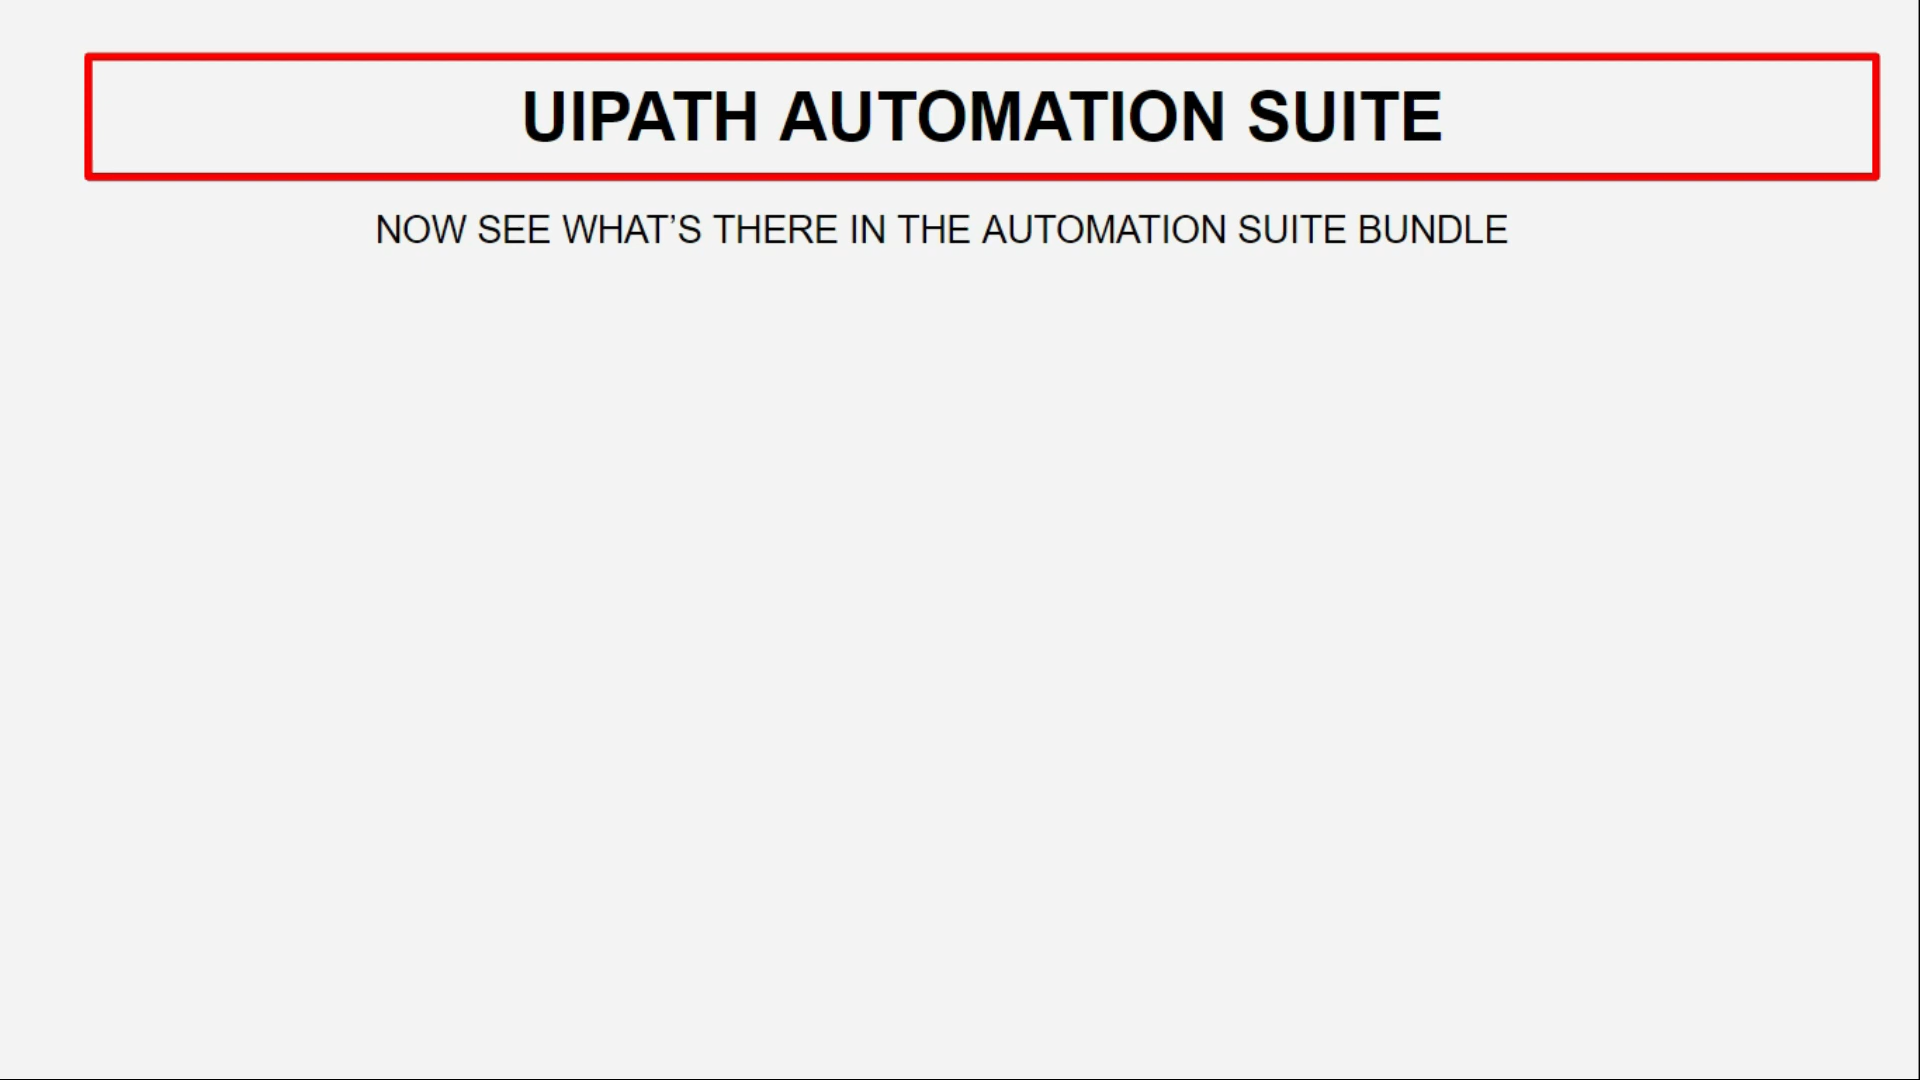 UIPATH AUTOMATION SUITE
NOW SEE WHAT’S THERE IN THE AUTOMATION SUITE BUNDLE